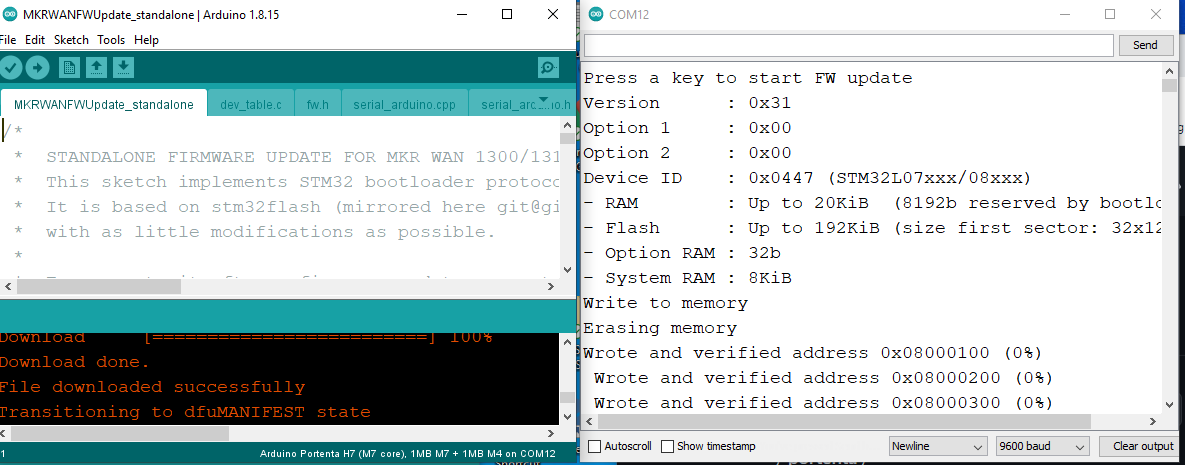 MKRWANFWUpdate_standalone | Arduino 1.8.15
File Edit Sketch Tools Help
MKRWANFWUpdate_standalone dev_table.c fw.h serial_arduino.cpp
/*
* STANDALONE FIRMWARE UPDATE FOR MKR WAN 1300/131
* This sketch implements STM32 bootloader protoco
* It is based on stm32flash (mirrored here git@gi
* with as little modifications as possible.
*
Download [=========================] 100%
Download done.
File downloaded successfully
Transitioning to dfuMANIFEST state
1 Arduino Portenta H7 (M7 core), 1MB M7 + 1MB M4 on COM12
COM12
Send
Press a key to start FW update
Version : 0x31
Option 1 : 0x00
Option 2 : 0x00
Device ID : 0x0447 (STM32L07xxx/08xxx)
- RAM : Up to 20KiB (8192b reserved by bootlo
- Flash : Up to 192KiB (size first sector: 32x12
- Option RAM : 32b
- System RAM : 8KiB
Write to memory
Erasing memory
Wrote and verified address 0x08000100 (0%)
Wrote and verified address 0x08000200 (0%)
Wrote and verified address 0x08000300 (0%)
Autoscroll Show timestamp Newline 9600 baud Clear output